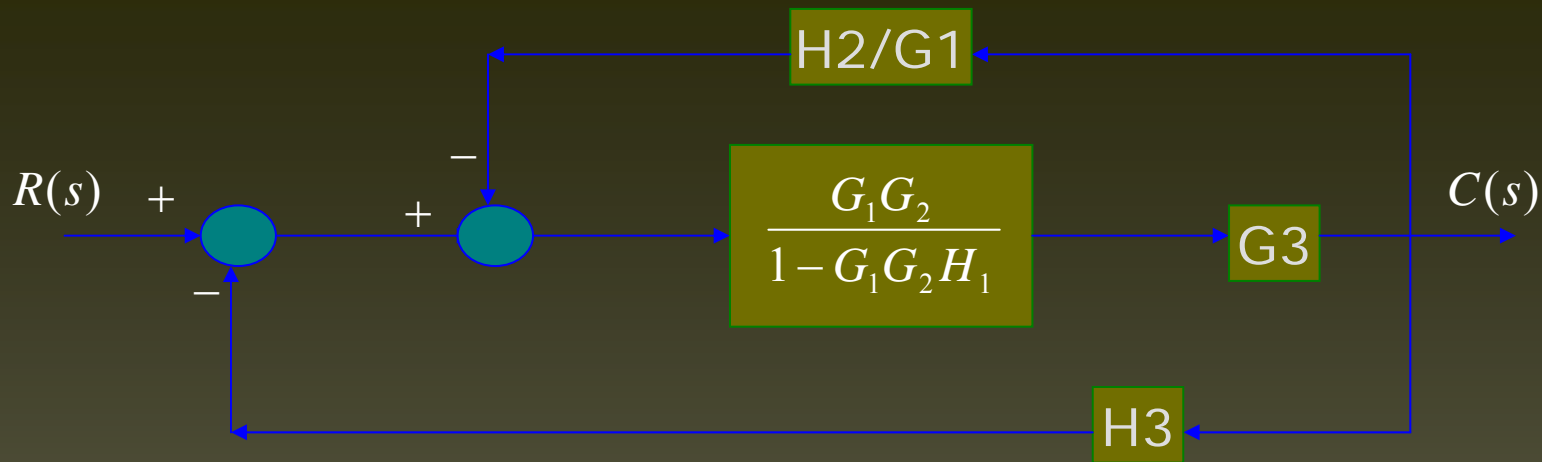 H2/G1
−
R(s) + + G₁G₂ C(s)
1 − G₁G₂H₁ G3
−
H3